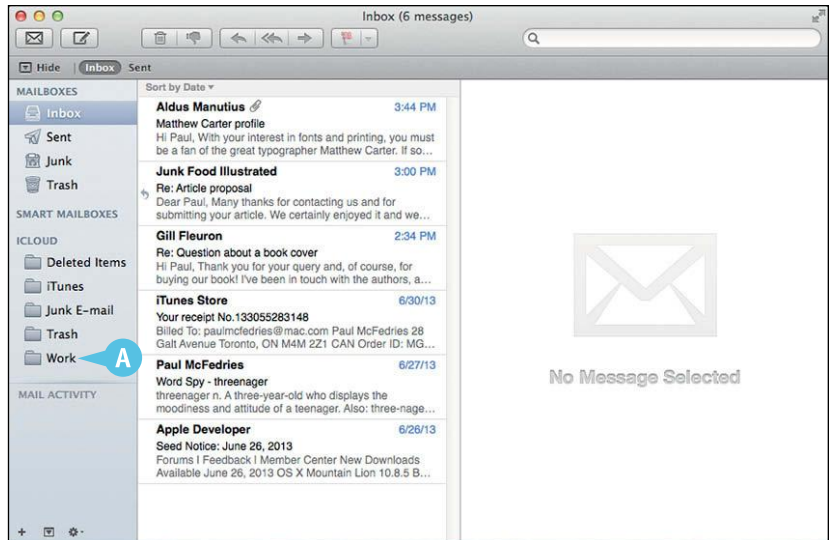 Inbox (6 messages)
Hide Inbox Sent
MAILBOXES
Inbox
Sent
Junk
Trash
SMART MAILBOXES
ICLOUD
Deleted Items
iTunes
Junk E-mail
Trash
Work
A
MAIL ACTIVITY
Sort by Date
Aldus Manutius 3:44 PM
Matthew Carter profile
Hi Paul, With your interest in fonts and printing, you must
be a fan of the great typographer Matthew Carter. If so...
Junk Food Illustrated 3:00 PM
Re: Article proposal
Dear Paul, Many thanks for contacting us and for
submitting your article. We certainly enjoyed it and we...
Gill Fleuron 2:34 PM
Re: Question about a book cover
Hi Paul, Thank you for your query and, of course, for
buying our book! I've been in touch with the authors, a...
iTunes Store 6/30/13
Your receipt No.133055283148
Billed To: paulmcfedries@mac.com Paul McFedries 28
Galt Avenue Toronto, ON M4M 2Z1 CAN Order ID: MG...
Paul McFedries 6/27/13
Word Spy - threenager
threenager n. A three-year-old who displays the
moodiness and attitude of a teenager. Also: three-nage...
Apple Developer 6/26/13
Seed Notice: June 26, 2013
Forums I Feedback I Member Center New Downloads
Available June 26, 2013 OS X Mountain Lion 10.8.5 B...
No Message Selected